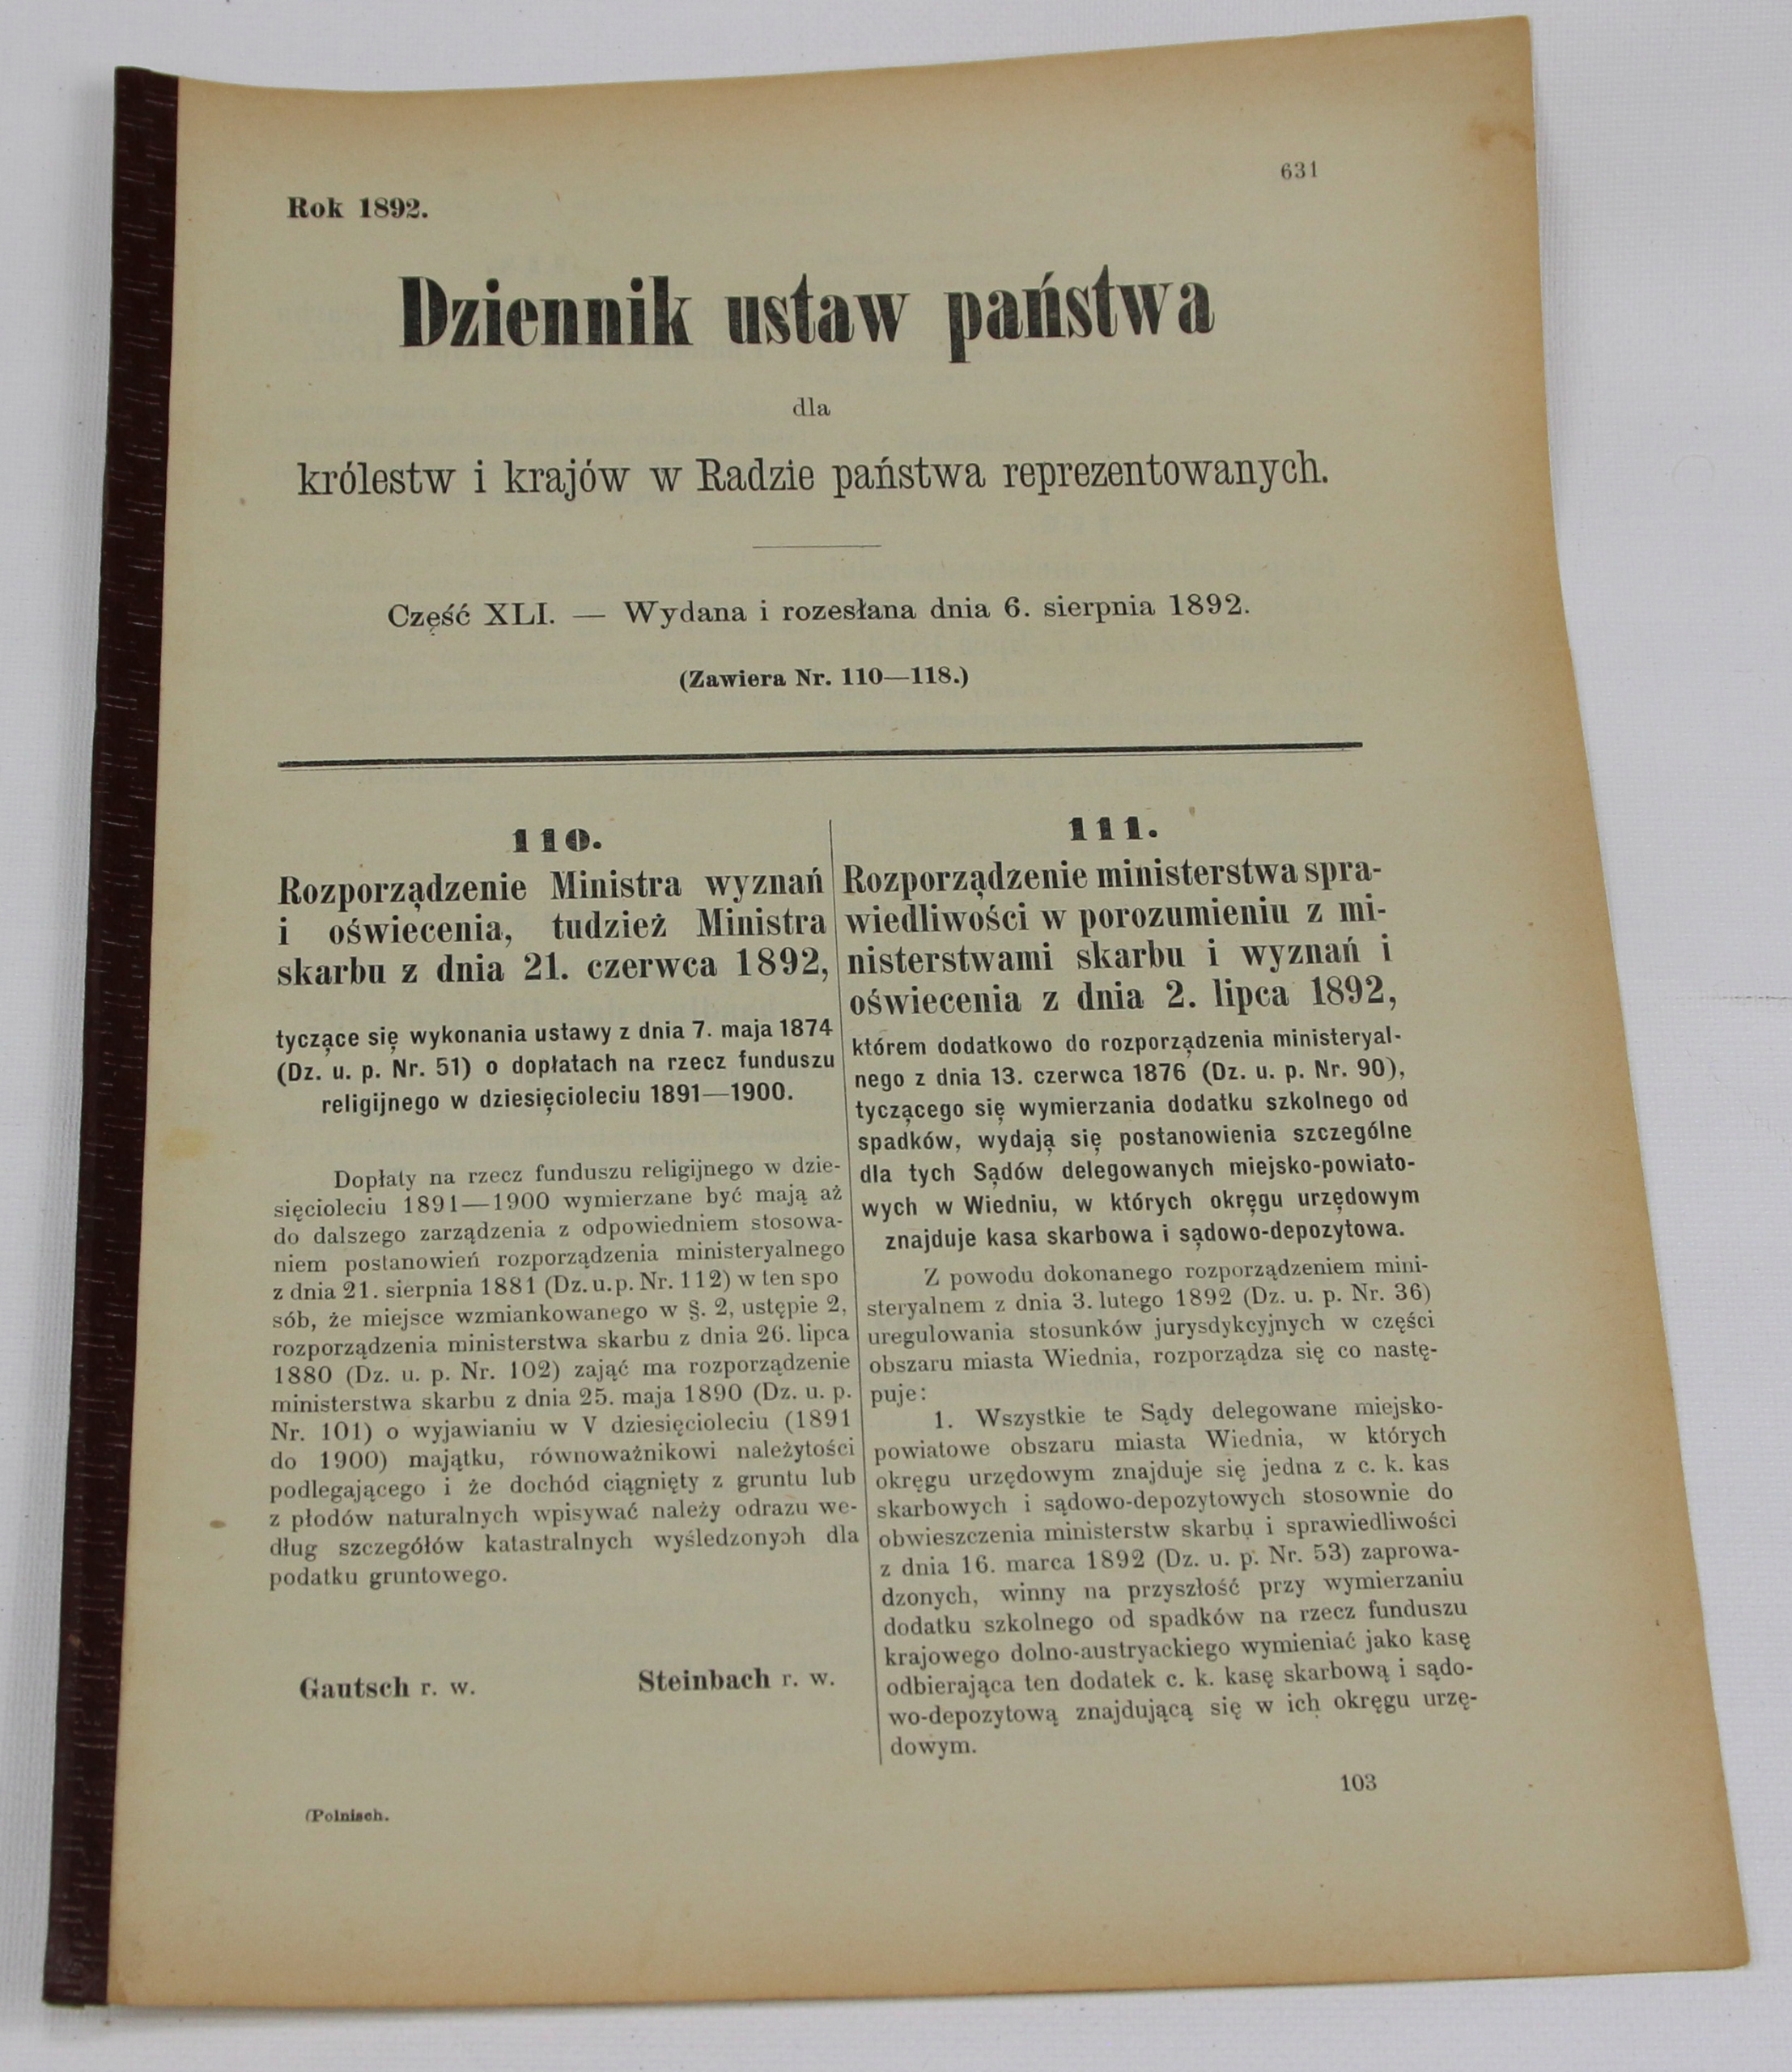 631
Rok 1892.
Dziennik ustaw państwa
dla
królestw i krajów w Radzie państwa reprezentowanych.
Część XLI. — Wydana i rozesłana dnia 6. sierpnia 1892.
(Zawiera Nr. 110—118.)
110.
Rozporządzenie Ministra wyznań
i oświecenia, tudzież Ministra
skarbu z dnia 21. czerwca 1892,
tyczące się wykonania ustawy z dnia 7. maja 1874
(Dz. u. p. Nr. 51) o dopłatach na rzecz funduszu
religijnego w dziesięcioleciu 1891—1900.
Dopłaty na rzecz funduszu religijnego w dzie-
sięcioleciu 1891—1900 wymierzane być mają aż
do dalszego zarządzenia z odpowiedniem stosowa-
niem postanowień rozporządzenia ministeryalnego
z dnia 21. sierpnia 1881 (Dz. u. p. Nr. 112) w ten spo
sób, że miejsce wzmiankowanego w §. 2, ustępie 2,
rozporządzenia ministerstwa skarbu z dnia 26. lipca
1880 (Dz. u. p. Nr. 102) zająć ma rozporządzenie
ministerstwa skarbu z dnia 25. maja 1890 (Dz. u. p.
Nr. 101) o wyjawianiu w V dziesięcioleciu (1891
do 1900) majątku, równoważnikowi należytości
podlegającego i że dochód ciągnięty z gruntu lub
z płodów naturalnych wpisywać należy odrazu we-
dług szczegółów katastralnych wyśledzonych dla
podatku gruntowego.
Gautsch r. w. Steinbach r. w.
(Polnisch.
111.
Rozporządzenie ministerstwa spra-
wiedliwości w porozumieniu z mi-
nisterstwami skarbu i wyznań i
oświecenia z dnia 2. lipca 1892,
którem dodatkowo do rozporządzenia ministeryal-
nego z dnia 13. czerwca 1876 (Dz. u. p. Nr. 90),
tyczącego się wymierzania dodatku szkolnego od
spadków, wydają się postanowienia szczególne
dla tych Sądów delegowanych miejsko-powiato-
wych w Wiedniu, w których okręgu urzędowym
znajduje kasa skarbowa i sądowo-depozytowa.
Z powodu dokonanego rozporządzeniem mini-
steryalnem z dnia 3. lutego 1892 (Dz. u. p. Nr. 36)
uregulowania stosunków jurysdykcyjnych w części
obszaru miasta Wiednia, rozporządza się co nastę-
puje:
1. Wszystkie te Sądy delegowane miejsko-
powiatowe obszaru miasta Wiednia, w których
okręgu urzędowym znajduje się jedna z c. k. kas
skarbowych i sądowo-depozytowych stosownie do
obwieszczenia ministerstw skarbu i sprawiedliwości
z dnia 16. marca 1892 (Dz. u. p. Nr. 53) zaprowa-
dzonych, winny na przyszłość przy wymierzaniu
dodatku szkolnego od spadków na rzecz funduszu
krajowego dolno-austryackiego wymieniać jako kasę
odbierająca ten dodatek c. k. kasę skarbową i sądo-
wo-depozytową znajdującą się w ich okręgu urzę-
dowym.
103